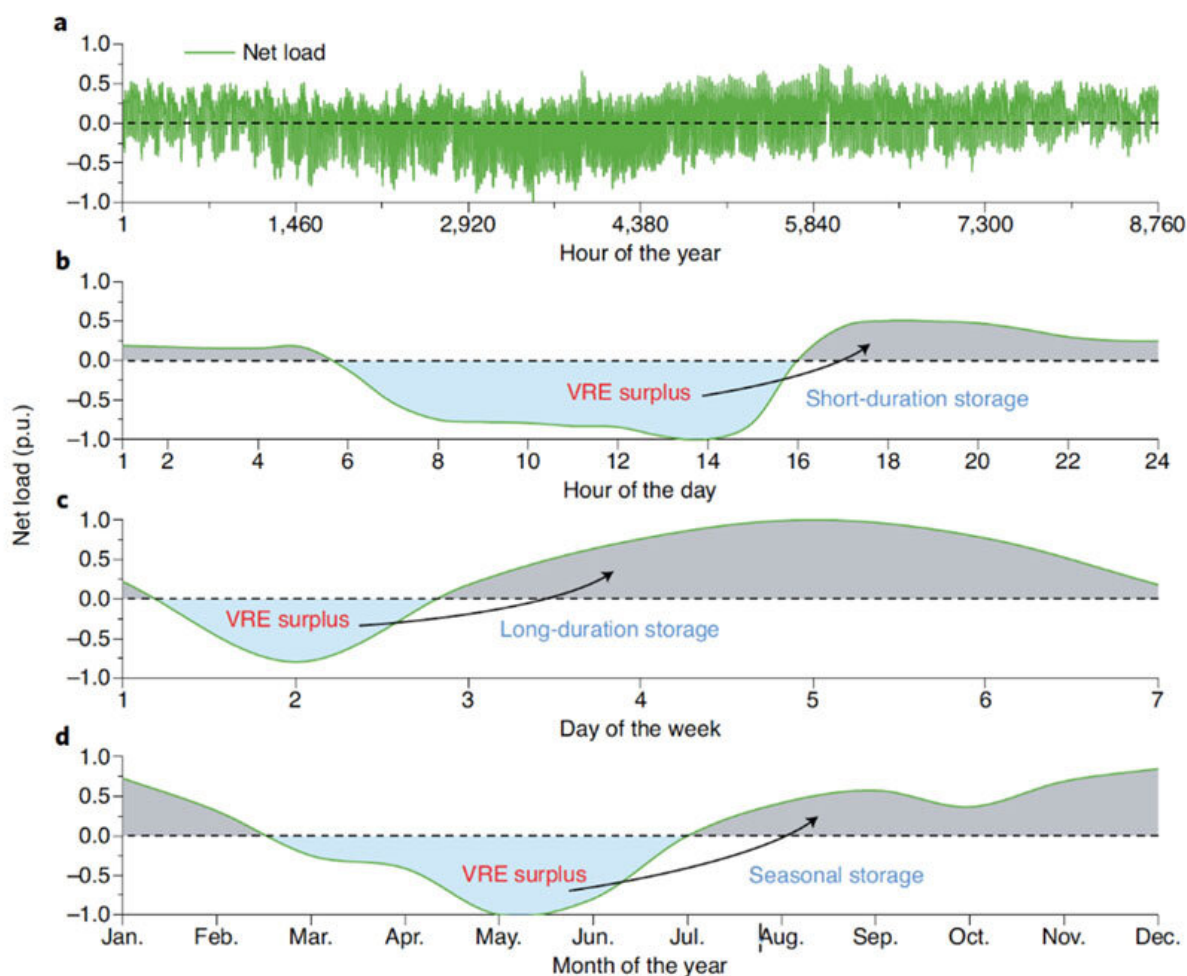 a
1.0
Net load
0.5
0.0
−0.5
−1.0
1 1,460 2,920 4,380 5,840 7,300 8,760
Hour of the year
b
1.0
0.5
0.0
−0.5
−1.0
VRE surplus
Short-duration storage
1 2 4 6 8 10 12 14 16 18 20 22 24
Hour of the day
Net load (p.u.)
c
1.0
0.5
0.0
−0.5
−1.0
VRE surplus
Long-duration storage
1 2 3 4 5 6 7
Day of the week
d
1.0
0.5
0.0
−0.5
−1.0
VRE surplus
Seasonal storage
Jan. Feb. Mar. Apr. May. Jun. Jul. Aug. Sep. Oct. Nov. Dec.
Month of the year